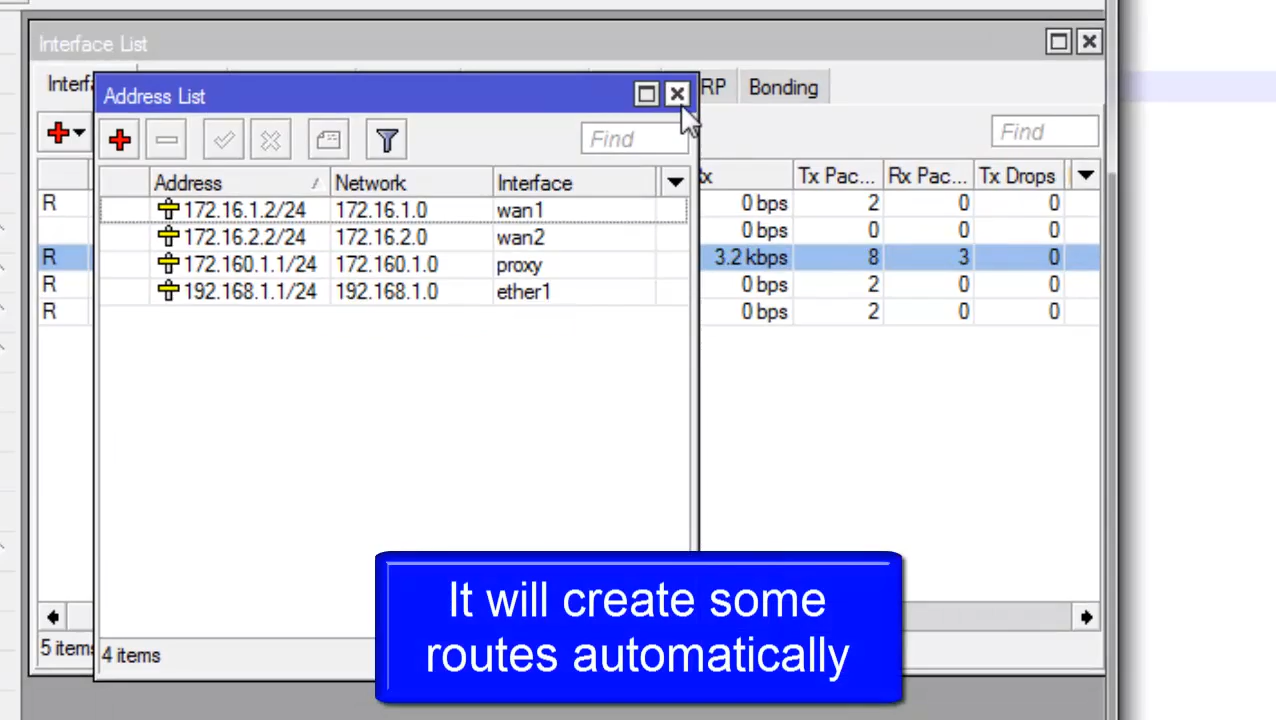 Interface List
Interfa
RP
Bonding
Address List
Find
Find
Address
Network
Interface
Tx Pac...
Rx Pac...
Tx Drops
172.16.1.2/24 172.16.1.0 wan1
172.16.2.2/24 172.16.2.0 wan2
172.160.1.1/24 172.160.1.0 proxy
192.168.1.1/24 192.168.1.0 ether1
R 0 bps 2 0 0
0 bps 0 0 0
R 3.2 kbps 8 3 0
R 0 bps 2 0 0
R 0 bps 2 0 0
5 items
4 items
It will create some
routes automatically